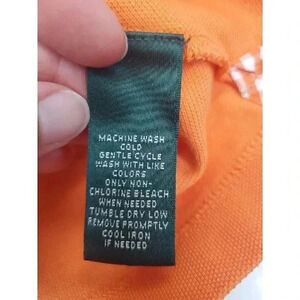 MACHINE WASH
COLD
GENTLE CYCLE
WASH WITH LIKE
COLORS
ONLY NON-
CHLORINE BLEACH
WHEN NEEDED
TUMBLE DRY LOW
REMOVE PROMPTLY
COOL IRON
IF NEEDED